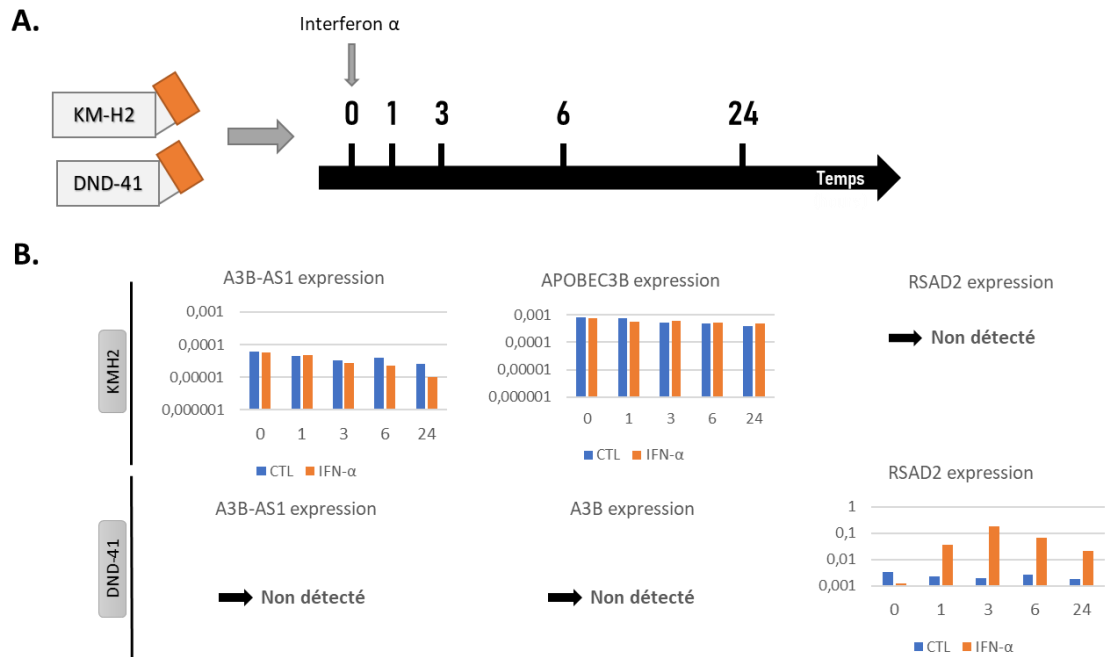 A.
Interferon α
KM-H2
DND-41
0 1 3 6 24
Temps
B.
KMH2
A3B-AS1 expression
0,001
0,0001
0,00001
0,000001
0 1 3 6 24
CTL IFN-α
APOBEC3B expression
0,001
0,0001
0,00001
0,000001
0 1 3 6 24
CTL IFN-α
RSAD2 expression
Non détecté
DND-41
A3B-AS1 expression
Non détecté
A3B expression
Non détecté
RSAD2 expression
1
0,1
0,01
0,001
0 1 3 6 24
CTL IFN-α